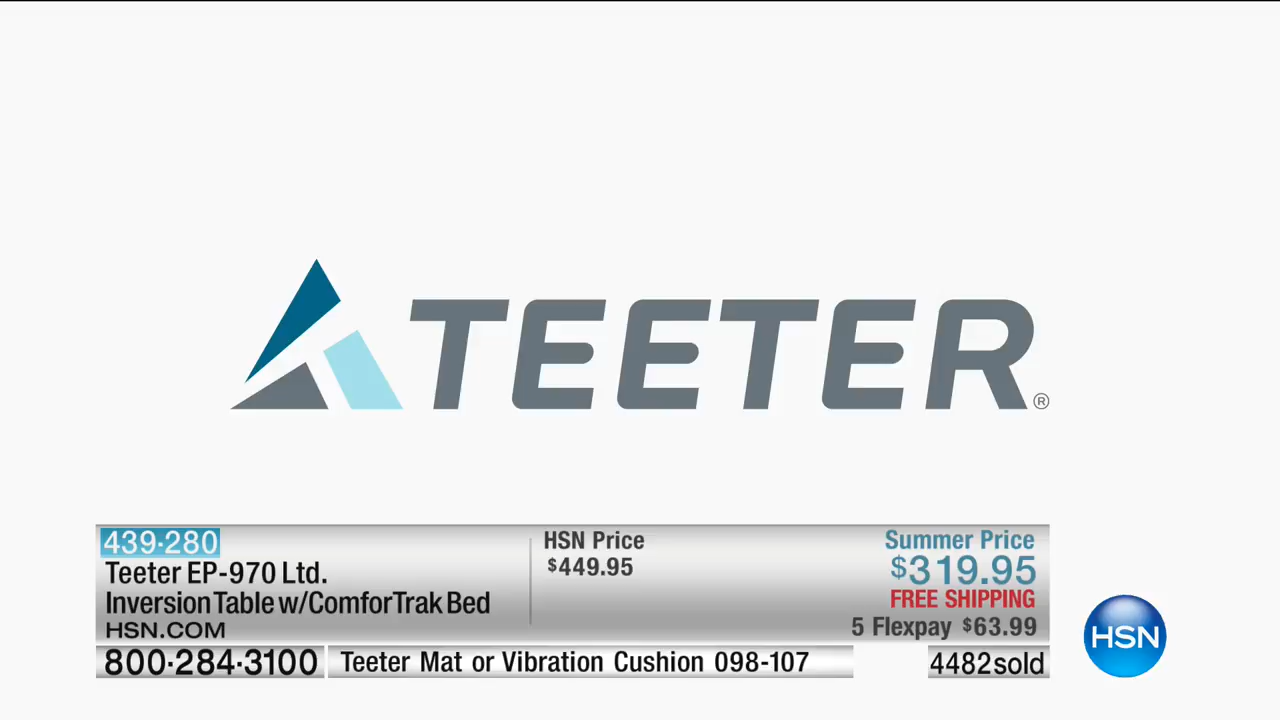 TEETER®
439·280
Teeter EP-970 Ltd.
Inversion Table w/ComforTrak Bed
HSN.COM
HSN Price
$449.95
Summer Price
$319.95
FREE SHIPPING
5 Flexpay $63.99
HSN
800·284·3100
Teeter Mat or Vibration Cushion 098-107
4482 sold